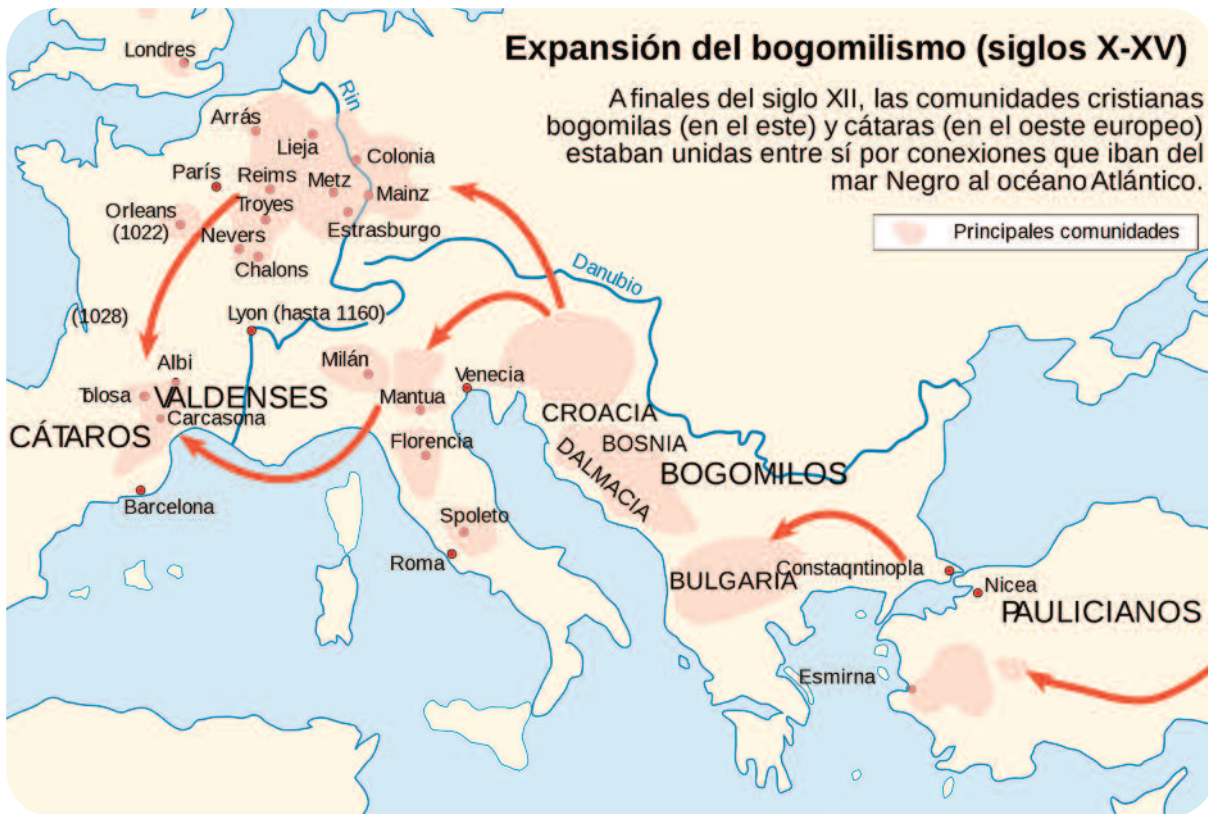 Expansión del bogomilismo (siglos X-XV)
A finales del siglo XII, las comunidades cristianas
bogomilas (en el este) y cátaras (en el oeste europeo)
estaban unidas entre sí por conexiones que iban del
mar Negro al océano Atlántico.
Principales comunidades
Londres
Rin
Arrás
Lieja
Colonia
París
Reims
Metz
Mainz
Orleans
(1022)
Troyes
Nevers
Estrasburgo
Chalons
Danubio
(1028)
Lyon (hasta 1160)
Albi
Milán
Venecia
Tolosa
VALDENSES
Mantua
Carcasona
CÁTAROS
CROACIA
Florencia
BOSNIA
DALMACIA
BOGOMILOS
Barcelona
Spoleto
Roma
Constaqntinopla
BULGARIA
Nicea
PAULICIANOS
Esmirna